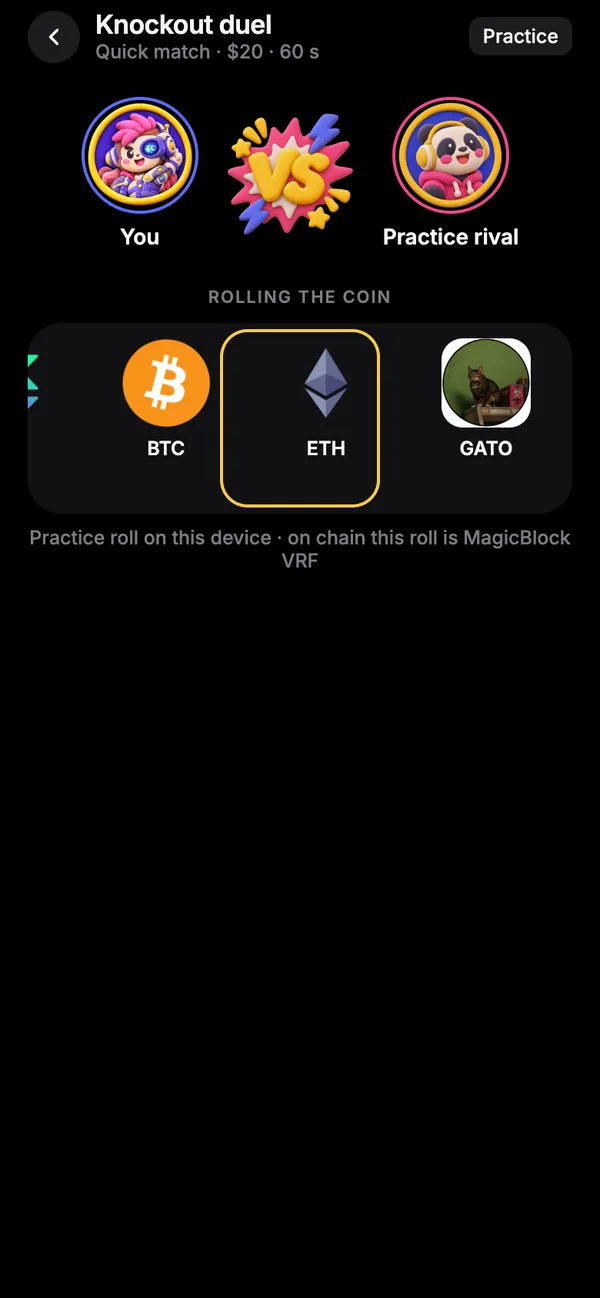 Knockout duel
Quick match · $20 · 60 s
Practice
VS
You
Practice rival
ROLLING THE COIN
BTC
ETH
GATO
Practice roll on this device · on chain this roll is MagicBlock
VRF